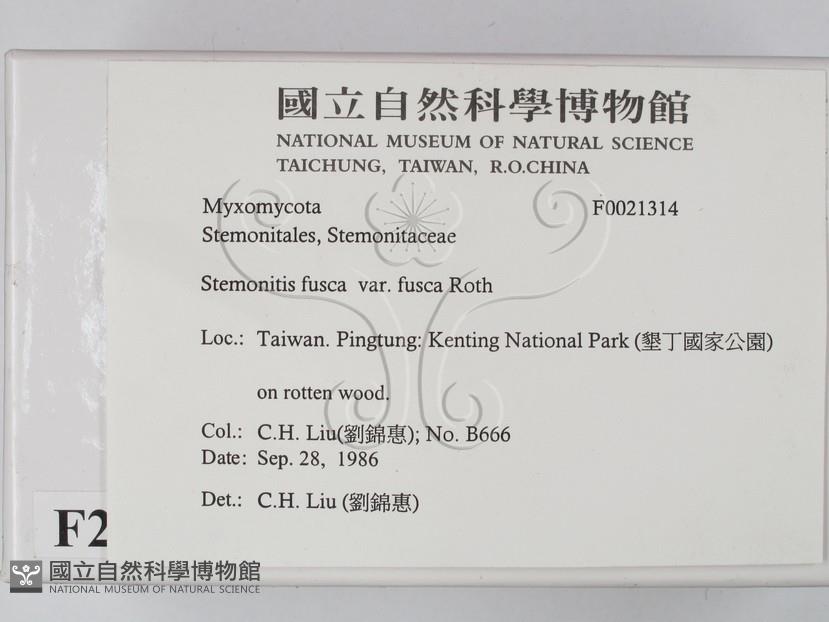 國立自然科學博物館
NATIONAL MUSEUM OF NATURAL SCIENCE
TAICHUNG, TAIWAN, R.O.CHINA
Myxomycota F0021314
Stemonitales, Stemonitaceae
Stemonitis fusca var. fusca Roth
Loc.: Taiwan. Pingtung: Kenting National Park (墾丁國家公園)
on rotten wood.
Col.: C.H. Liu(劉錦惠); No. B666
Date: Sep. 28, 1986
Det.: C.H. Liu (劉錦惠)
F2
國立自然科學博物館
NATIONAL MUSEUM OF NATURAL SCIENCE